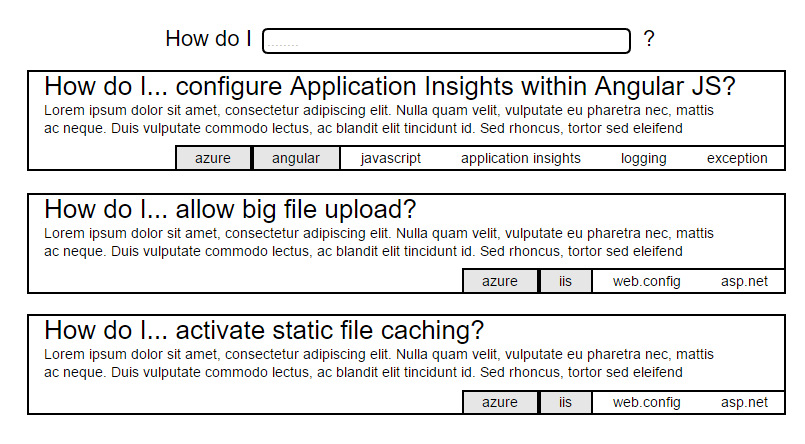 How do I ........ ?
How do I... configure Application Insights within Angular JS?
Lorem ipsum dolor sit amet, consectetur adipiscing elit. Nulla quam velit, vulputate eu pharetra nec, mattis
ac neque. Duis vulputate commodo lectus, ac blandit elit tincidunt id. Sed rhoncus, tortor sed eleifend
azure angular javascript application insights logging exception
How do I... allow big file upload?
Lorem ipsum dolor sit amet, consectetur adipiscing elit. Nulla quam velit, vulputate eu pharetra nec, mattis
ac neque. Duis vulputate commodo lectus, ac blandit elit tincidunt id. Sed rhoncus, tortor sed eleifend
azure iis web.config asp.net
How do I... activate static file caching?
Lorem ipsum dolor sit amet, consectetur adipiscing elit. Nulla quam velit, vulputate eu pharetra nec, mattis
ac neque. Duis vulputate commodo lectus, ac blandit elit tincidunt id. Sed rhoncus, tortor sed eleifend
azure iis web.config asp.net